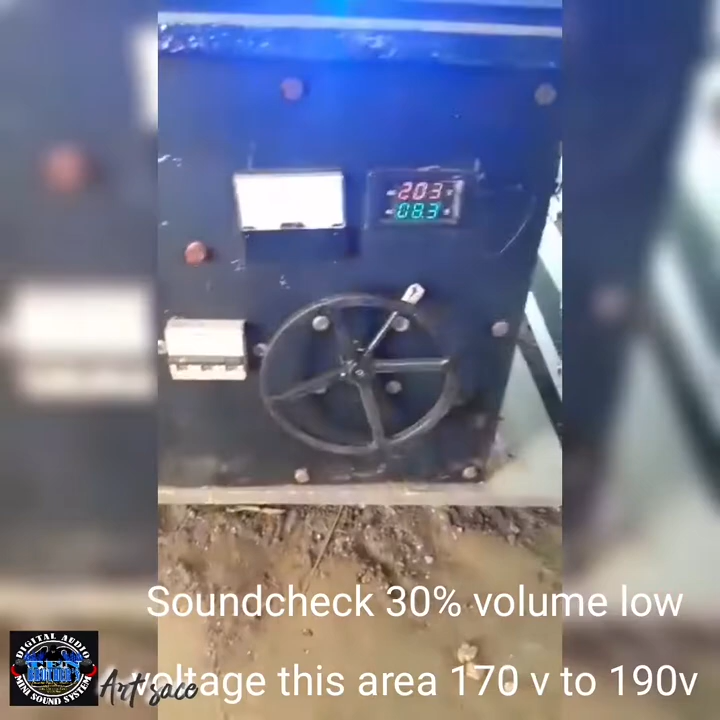 203
08.3
Soundcheck 30% volume low
voltage this area 170 v to 190v
DIGITAL AUDIO
MINI SOUND SYSTEM